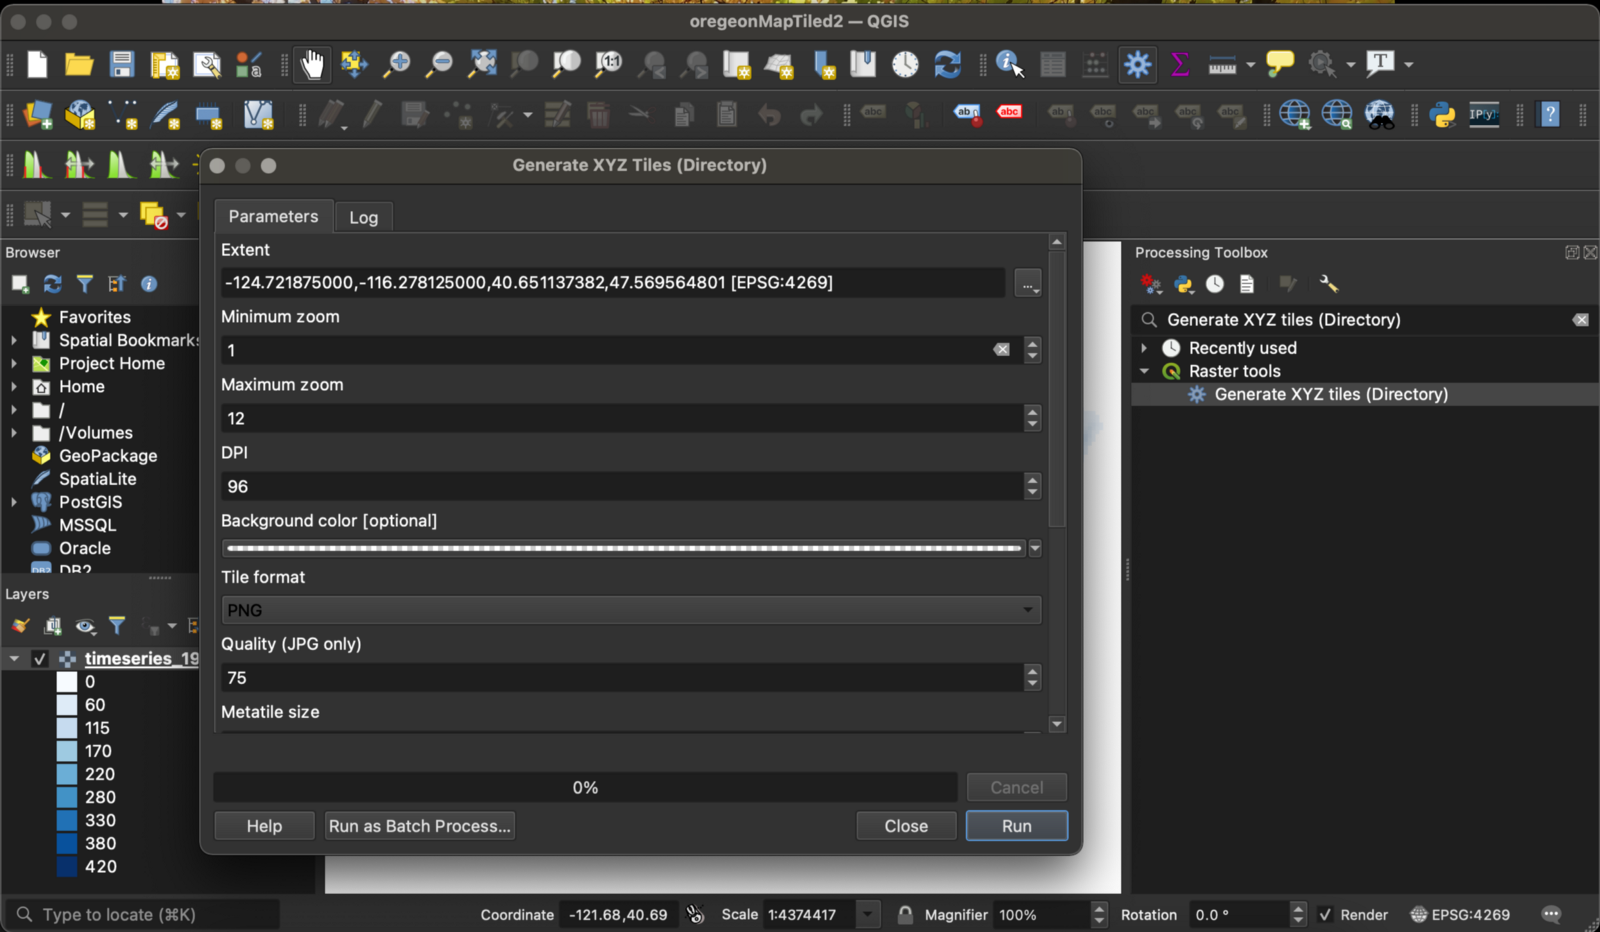 oregeonMapTiled2 — QGIS
Generate XYZ Tiles (Directory)
Parameters
Log
Extent
-124.721875000,-116.278125000,40.651137382,47.569564801 [EPSG:4269]
...
Minimum zoom
1
Maximum zoom
12
DPI
96
Background color [optional]
Tile format
PNG
Quality (JPG only)
75
Metatile size
0%
Cancel
Help
Run as Batch Process...
Close
Run
Browser
Favorites
Spatial Bookmarks
Project Home
Home
/
/Volumes
GeoPackage
SpatiaLite
PostGIS
MSSQL
Oracle
DB2
Layers
timeseries_19
0
60
115
170
220
280
330
380
420
Processing Toolbox
Generate XYZ tiles (Directory)
Recently used
Raster tools
Generate XYZ tiles (Directory)
Type to locate (⌘K)
Coordinate -121.68,40.69 Scale 1:4374417 Magnifier 100% Rotation 0.0 ° Render EPSG:4269